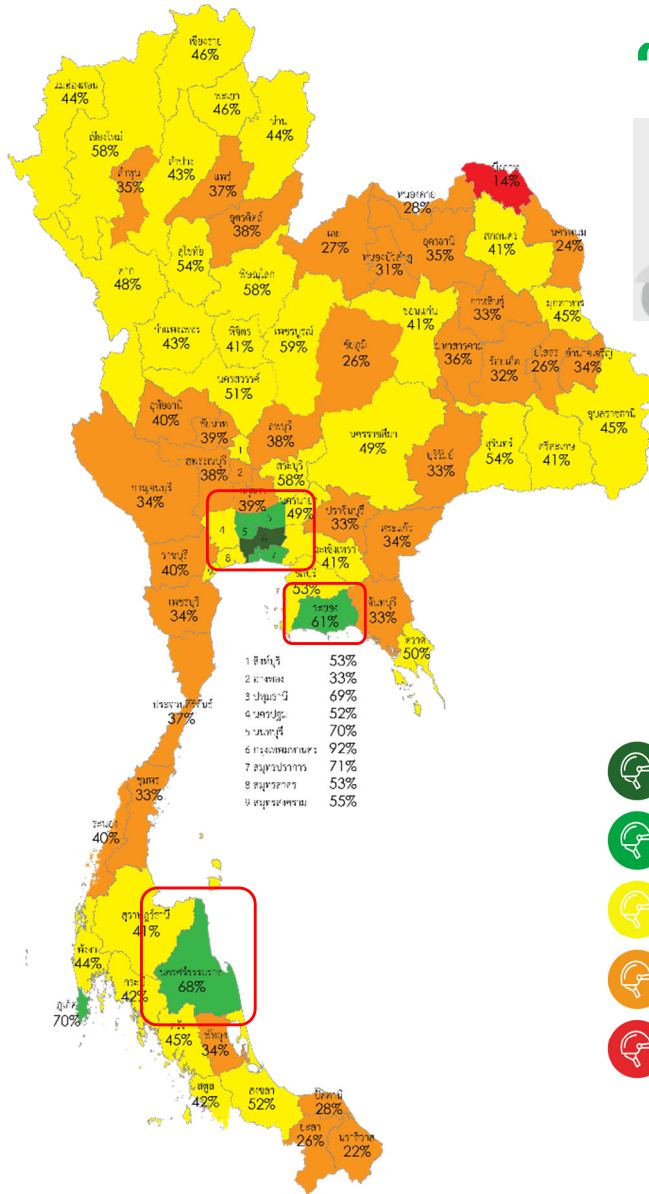 เชียงราย
46%
แม่ฮ่องสอน
44%
พะเยา
46%
น่าน
44%
เชียงใหม่
58%
ลำปาง
43%
แพร่
37%
ลำพูน
35%
อุตรดิตถ์
38%
บึงกาฬ
14%
หนองคาย
28%
เลย
27%
หนองบัวลำภู
31%
อุดรธานี
35%
สกลนคร
41%
นครพนม
24%
ตาก
48%
สุโขทัย
54%
พิษณุโลก
58%
กำแพงเพชร
43%
พิจิตร
41%
เพชรบูรณ์
59%
ขอนแก่น
41%
กาฬสินธุ์
33%
มุกดาหาร
45%
ชัยภูมิ
26%
มหาสารคาม
36%
ร้อยเอ็ด
32%
ยโสธร
26%
อำนาจเจริญ
34%
นครสวรรค์
51%
อุทัยธานี
40%
ชัยนาท
39%
ลพบุรี
38%
นครราชสีมา
49%
บุรีรัมย์
33%
สุรินทร์
54%
ศรีสะเกษ
41%
อุบลราชธานี
45%
1
2
สุพรรณบุรี
38%
สระบุรี
58%
กาญจนบุรี
34%
39%
นครนายก
49%
ปราจีนบุรี
33%
สระแก้ว
34%
3
4
5
6
7
8
9
ฉะเชิงเทรา
41%
ราชบุรี
40%
ชลบุรี
53%
เพชรบุรี
34%
ระยอง
61%
จันทบุรี
33%
ตราด
50%
1 สิงห์บุรี 53%
2 อ่างทอง 33%
3 ปทุมธานี 69%
4 นครปฐม 52%
5 นนทบุรี 70%
6 กรุงเทพมหานคร 92%
7 สมุทรปราการ 71%
8 สมุทรสาคร 53%
9 สมุทรสงคราม 55%
ประจวบคีรีขันธ์
37%
ชุมพร
33%
ระนอง
40%
สุราษฎร์ธานี
41%
พังงา
44%
กระบี่
42%
นครศรีธรรมราช
68%
ภูเก็ต
70%
ตรัง
45%
พัทลุง
34%
สตูล
42%
สงขลา
52%
ปัตตานี
28%
ยะลา
26%
นราธิวาส
22%